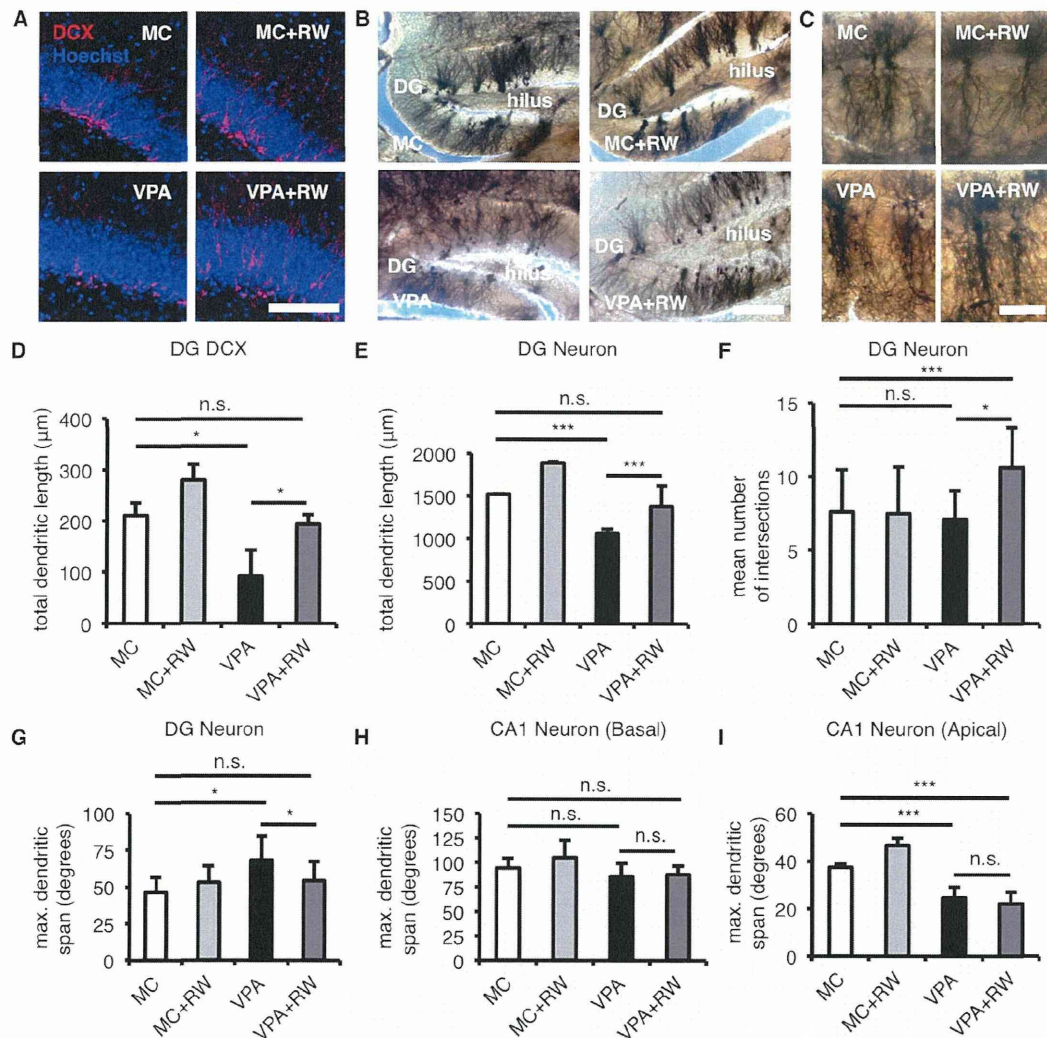 A
DCX
Hoechst
MC
MC+RW
VPA
VPA+RW
B
DG
hilus
MC
hilus
MC+RW
DG
hilus
VPA
DG
hilus
VPA+RW
C
MC
MC+RW
VPA
VPA+RW
D
DG DCX
total dendritic length (μm)
400
300
200
100
0
n.s.
*
*
MC
MC+RW
VPA
VPA+RW
E
DG Neuron
total dendritic length (μm)
2000
1500
1000
500
0
n.s.
***
***
MC
MC+RW
VPA
VPA+RW
F
DG Neuron
mean number
of intersections
15
10
5
0
***
n.s.
*
MC
MC+RW
VPA
VPA+RW
G
DG Neuron
max. dendritic
span (degrees)
100
75
50
25
0
n.s.
*
*
MC
MC+RW
VPA
VPA+RW
H
CA1 Neuron (Basal)
max. dendritic
span (degrees)
150
125
100
75
50
25
0
n.s.
n.s.
n.s.
MC
MC+RW
VPA
VPA+RW
I
CA1 Neuron (Apical)
max. dendritic
span (degrees)
60
40
20
0
***
***
n.s.
MC
MC+RW
VPA
VPA+RW